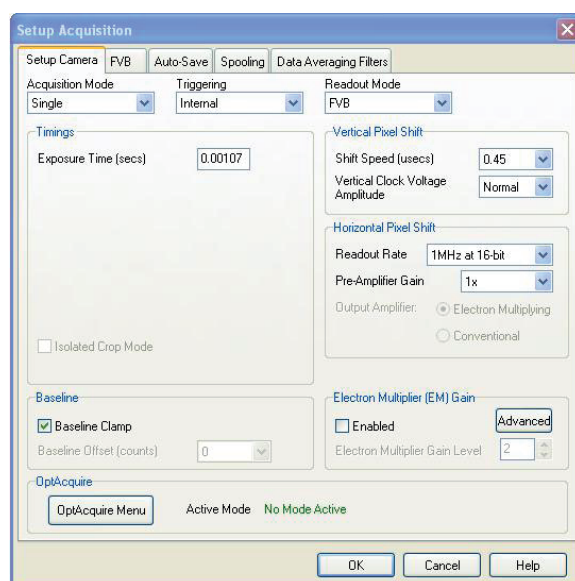 Setup Acquisition
Setup Camera FVB Auto-Save Spooling Data Averaging Filters
Acquisition Mode Triggering Readout Mode
Single Internal FVB
Timings
Exposure Time (secs) 0.00107
Isolated Crop Mode
Vertical Pixel Shift
Shift Speed (usecs) 0.45
Vertical Clock Voltage
Amplitude
Normal
Horizontal Pixel Shift
Readout Rate 1MHz at 16-bit
Pre-Amplifier Gain 1x
Output Amplifier: Electron Multiplying
Conventional
Baseline
Baseline Clamp
Baseline Offset (counts) 0
Electron Multiplier (EM) Gain
Enabled Advanced
Electron Multiplier Gain Level 2
OptAcquire
OptAcquire Menu Active Mode No Mode Active
OK Cancel Help